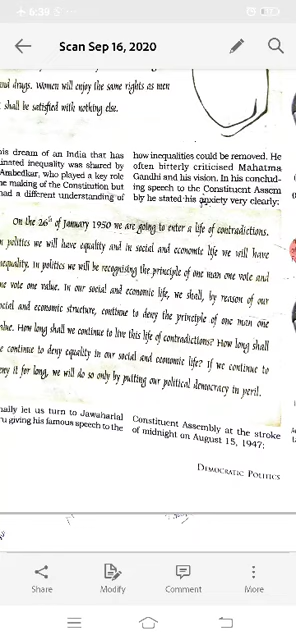 6:39
Scan Sep 16, 2020
and drugs. Women will enjoy the same rights as men
shall be satisfied with nothing else.
his dream of an India that has
inated inequality was shared by
Ambedkar, who played a key role
he making of the Constitution but
had a different understanding of
how inequalities could be removed. He
often bitterly criticised Mahatma
Gandhi and his vision. In his conclud-
ing speech to the Constituent Assem
bly he stated his anxiety very clearly:
On the 26th of January 1950 we are going to enter a life of contradictions.
n politics we will have equality and in social and economic life we will have
nequality. In politics we will be recognising the principle of one man one vote and
ne vote one value. In our social and economic life, we shall, by reason of our
ocial and economic structure, continue to deny the principle of one man one
alue. How long shall we continue to live this life of contradictions? How long shall
e continue to deny equality in our social and economic life? If we continue to
eny it for long, we will do so only by putting our political democracy in peril.
nally let us turn to Jawaharlal
ru giving his famous speech to the
Constituent Assembly at the stroke
of midnight on August 15, 1947:
DEMOCRATIC POLITICS
Share Modify Comment More